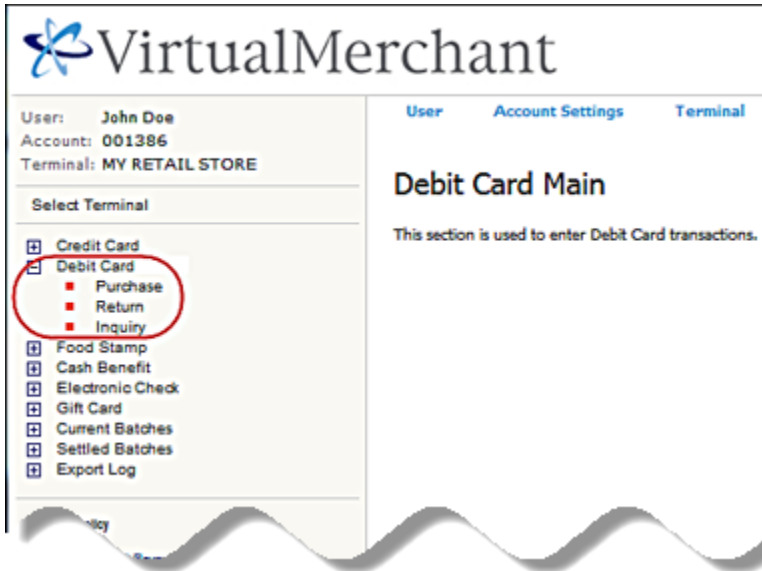 VirtualMerchant
User: John Doe
Account: 001386
Terminal: MY RETAIL STORE
Select Terminal
Credit Card
Debit Card
Purchase
Return
Inquiry
Food Stamp
Cash Benefit
Electronic Check
Gift Card
Current Batches
Settled Batches
Export Log
User Account Settings Terminal
Debit Card Main
This section is used to enter Debit Card transactions.